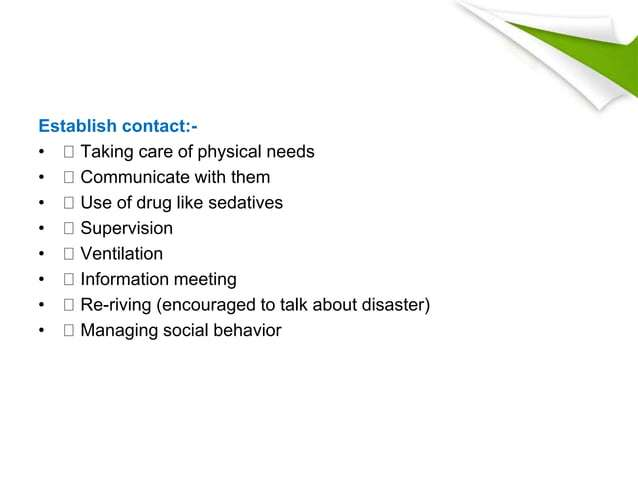 Establish contact:-
• Taking care of physical needs
• Communicate with them
• Use of drug like sedatives
• Supervision
• Ventilation
• Information meeting
• Re-riving (encouraged to talk about disaster)
• Managing social behavior